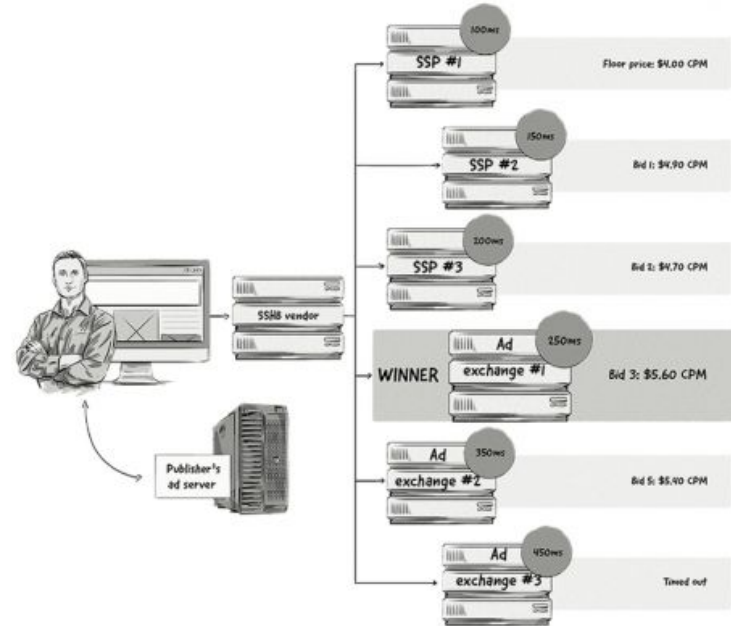 100ms
SSP #1
Floor price: $4.00 CPM
150ms
SSP #2
Bid 1: $4.90 CPM
200ms
SSP #3
Bid 2: $4.70 CPM
SSHB vendor
WINNER
Ad
exchange #1
250ms
Bid 3: $5.60 CPM
Publisher's
ad server
Ad
exchange #2
350ms
Bid 5: $5.40 CPM
Ad
exchange #3
450ms
Timed out